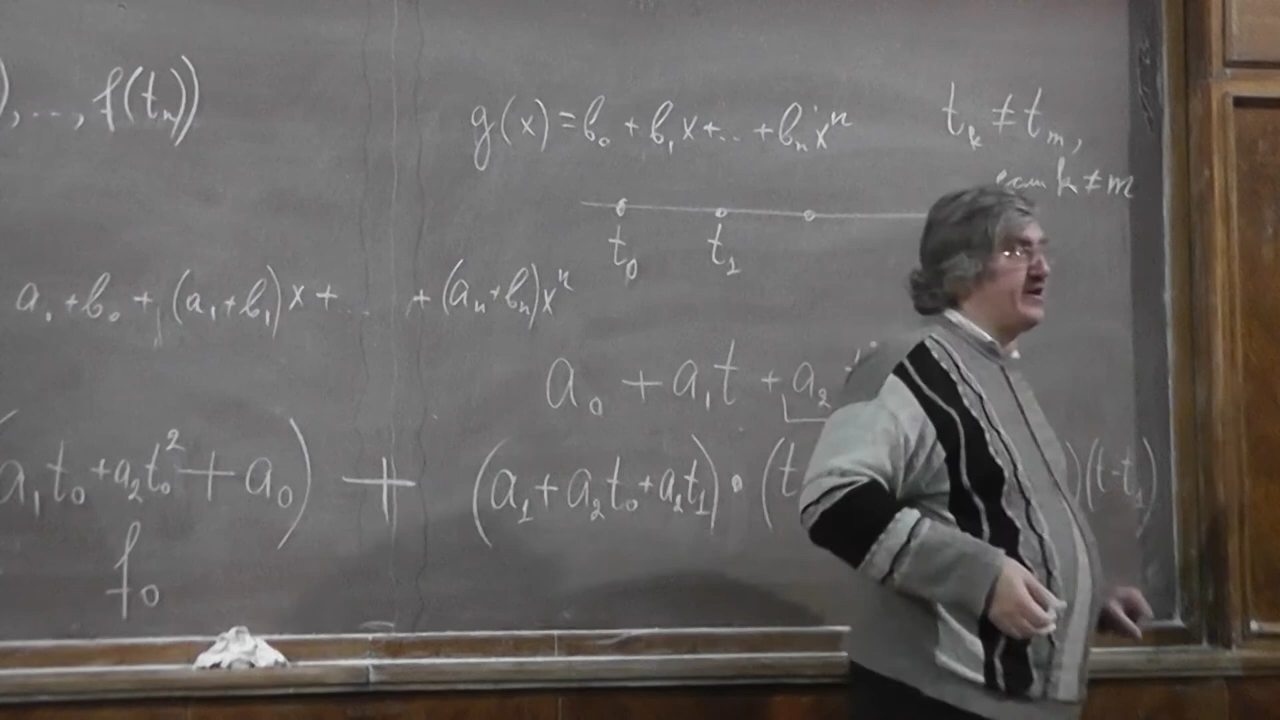 ), ..., f(tₙ))
g(x) = b₀ + b₁x + ... + bₙxⁿ
tₖ ≠ tₘ,
если k ≠ m
t₀ t₁
a₀ + b₀ + (a₁ + b₁)x + ... + (aₙ + bₙ)xⁿ
a₀ + a₁t + a₂
a₁t₀ + a₂t₀² + a₀) + (a₁ + a₂t₀ + a₂t₁) • (t )(t - t₁)
f₀